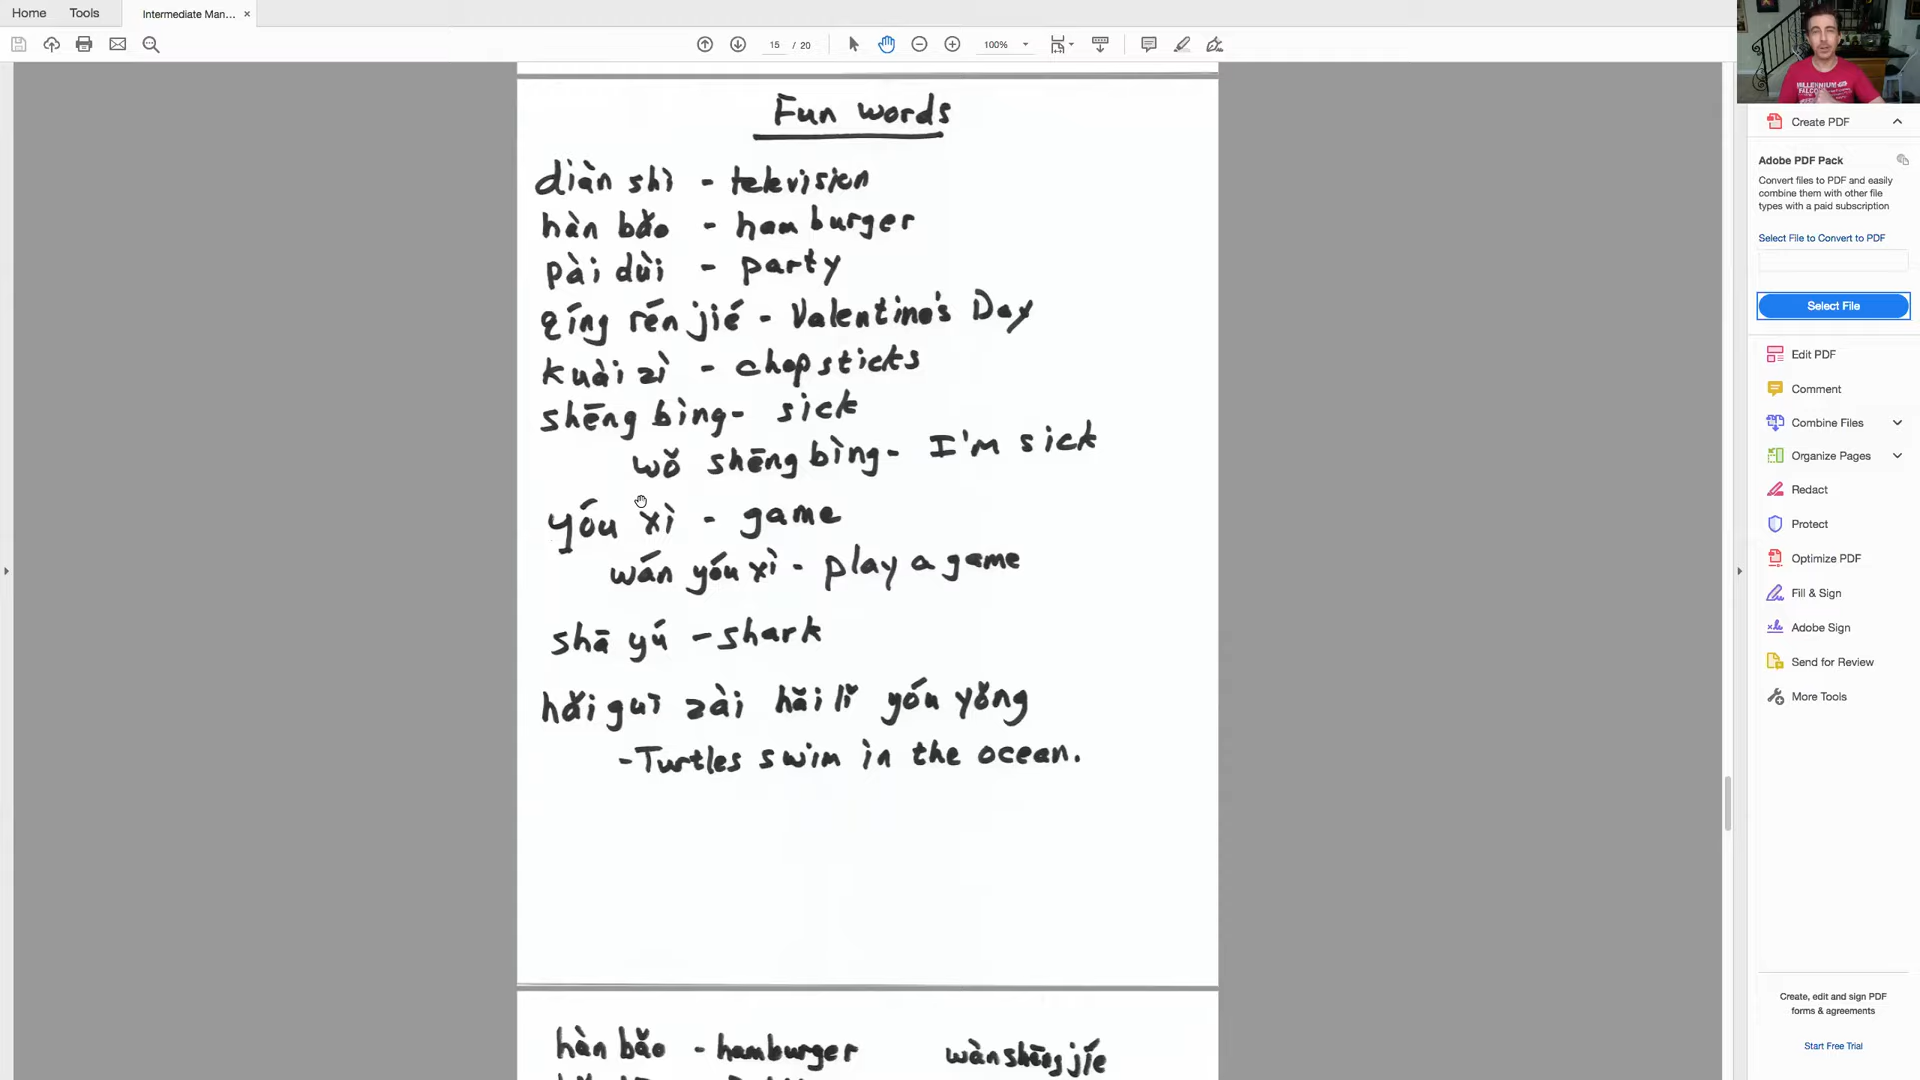 Home Tools Intermediate Man... ×
15 / 20 100%
Fun words
diàn shì - television
hàn bǎo - hamburger
pài duì - party
qíng rén jié - Valentine's Day
kuài zì - chopsticks
shēng bìng - sick
wǒ shēng bìng - I'm sick
yóu xì - game
wán yóu xì - play a game
shā yú - shark
hǎi guī zài hǎi lǐ yóu yǒng
- Turtles swim in the ocean.
hàn bǎo - hamburger wàn shēng jíe
MILLENNIUM
FALCON
Create PDF
Adobe PDF Pack
Convert files to PDF and easily
combine them with other file
types with a paid subscription
Select File to Convert to PDF
Select File
Edit PDF
Comment
Combine Files
Organize Pages
Redact
Protect
Optimize PDF
Fill & Sign
Adobe Sign
Send for Review
More Tools
Create, edit and sign PDF
forms & agreements
Start Free Trial